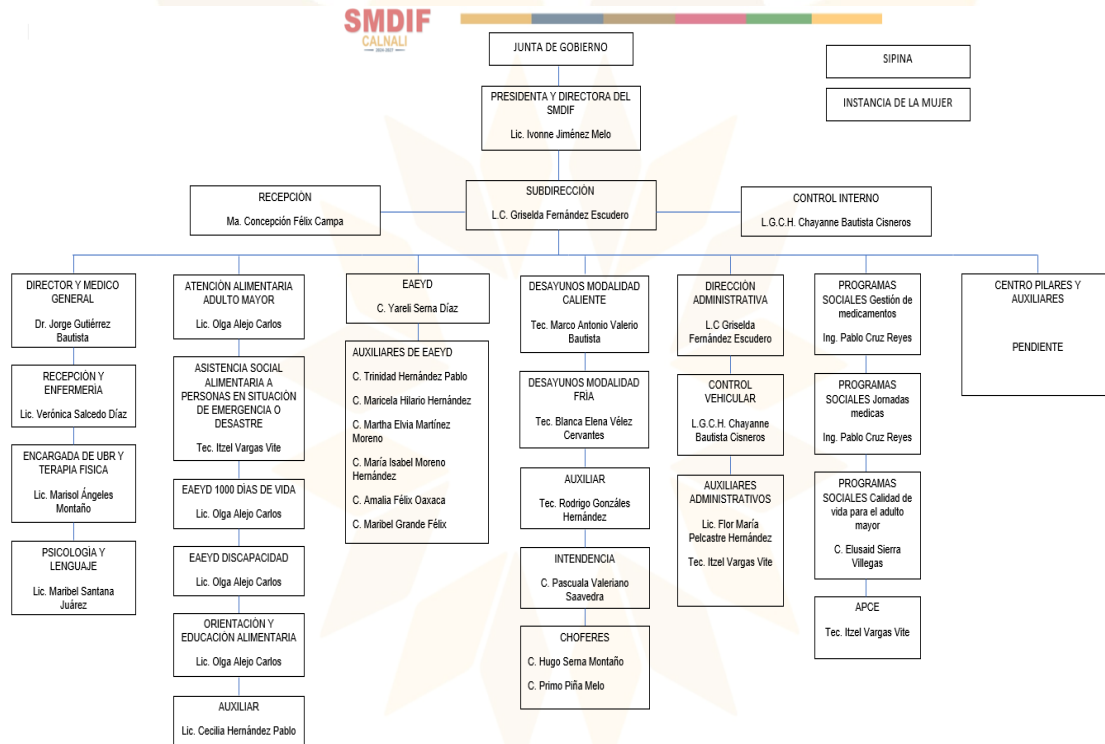 SMDIF
CALNALI
JUNTA DE GOBIERNO
SIPINA
INSTANCIA DE LA MUJER
PRESIDENTA Y DIRECTORA DEL
SMDIF
Lic. Ivonne Jiménez Melo
RECEPCIÓN
Ma. Concepción Félix Campa
SUBDIRECCIÓN
L.C. Griselda Fernández Escudero
CONTROL INTERNO
L.G.C.H. Chayanne Bautista Cisneros
DIRECTOR Y MEDICO
GENERAL
Dr. Jorge Gutiérrez
Bautista
RECEPCIÓN Y
ENFERMERÍA
Lic. Verónica Salcedo Díaz
ENCARGADA DE UBR Y
TERAPIA FISICA
Lic. Marisol Ángeles
Montaño
PSICOLOGÍA Y
LENGUAJE
Lic. Maribel Santana
Juárez
ATENCIÓN ALIMENTARIA
ADULTO MAYOR
Lic. Olga Alejo Carlos
ASISTENCIA SOCIAL
ALIMENTARIA A
PERSONAS EN SITUACIÓN
DE EMERGENCIA O
DESASTRE
Tec. Itzel Vargas Vite
EAEYD 1000 DÍAS DE VIDA
Lic. Olga Alejo Carlos
EAEYD DISCAPACIDAD
Lic. Olga Alejo Carlos
ORIENTACIÓN Y
EDUCACIÓN ALIMENTARIA
Lic. Olga Alejo Carlos
AUXILIAR
Lic. Cecilia Hernández Pablo
EAEYD
C. Yareli Serna Díaz
AUXILIARES DE EAEYD
C. Trinidad Hernández Pablo
C. Maricela Hilario Hernández
C. Martha Elvia Martínez
Moreno
C. María Isabel Moreno
Hernández
C. Amalia Félix Oaxaca
C. Maribel Grande Félix
DESAYUNOS MODALIDAD
CALIENTE
Tec. Marco Antonio Valerio
Bautista
DESAYUNOS MODALIDAD
FRÍA
Tec. Blanca Elena Vélez
Cervantes
AUXILIAR
Tec. Rodrigo Gonzáles
Hernández
INTENDENCIA
C. Pascuala Valeriano
Saavedra
CHOFERES
C. Hugo Serna Montaño
C. Primo Piña Melo
DIRECCIÓN
ADMINISTRATIVA
L.C Griselda
Fernández Escudero
CONTROL
VEHICULAR
L.G.C.H. Chayanne
Bautista Cisneros
AUXILIARES
ADMINISTRATIVOS
Lic. Flor María
Pelcastre Hernández
Tec. Itzel Vargas Vite
PROGRAMAS
SOCIALES Gestión de
medicamentos
Ing. Pablo Cruz Reyes
PROGRAMAS
SOCIALES Jornadas
medicas
Ing. Pablo Cruz Reyes
PROGRAMAS
SOCIALES Calidad de
vida para el adulto
mayor
C. Elusaid Sierra
Villegas
APCE
Tec. Itzel Vargas Vite
CENTRO PILARES Y
AUXILIARES
PENDIENTE